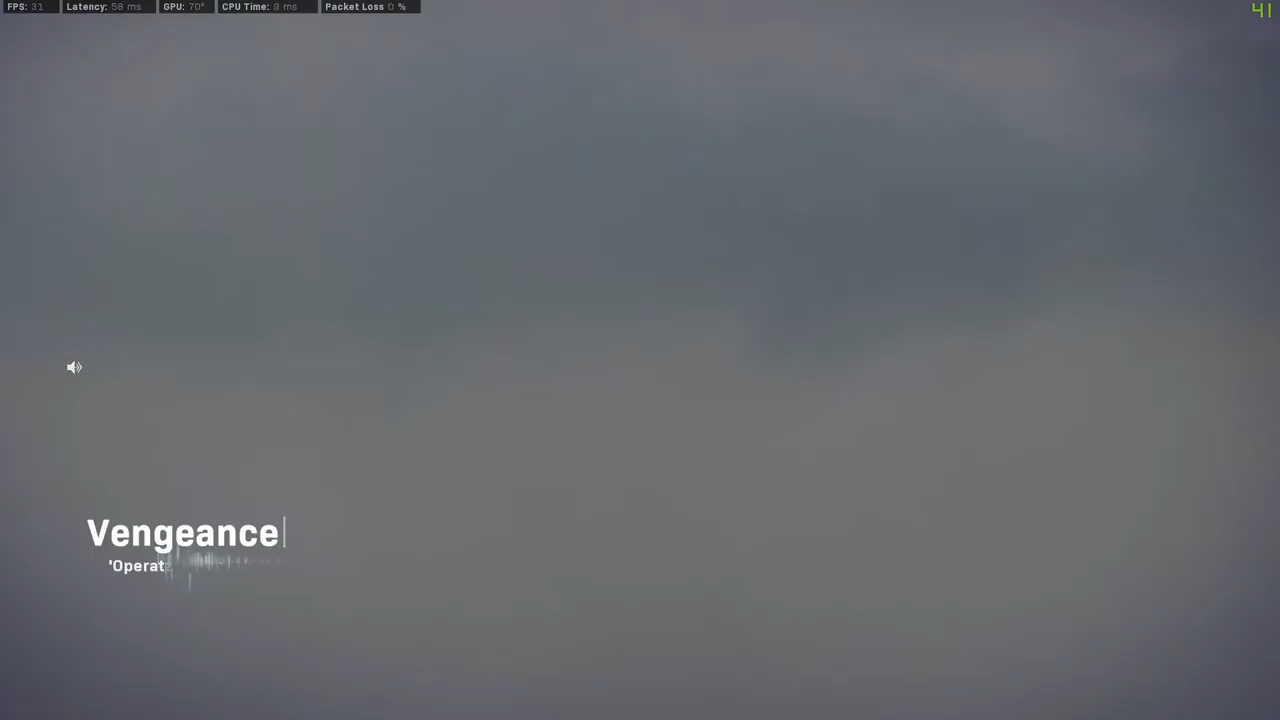 FPS: 31 Latency: 58 ms GPU: 70° CPU Time: 9 ms Packet Loss 0 % 41
Vengeance
'Operat